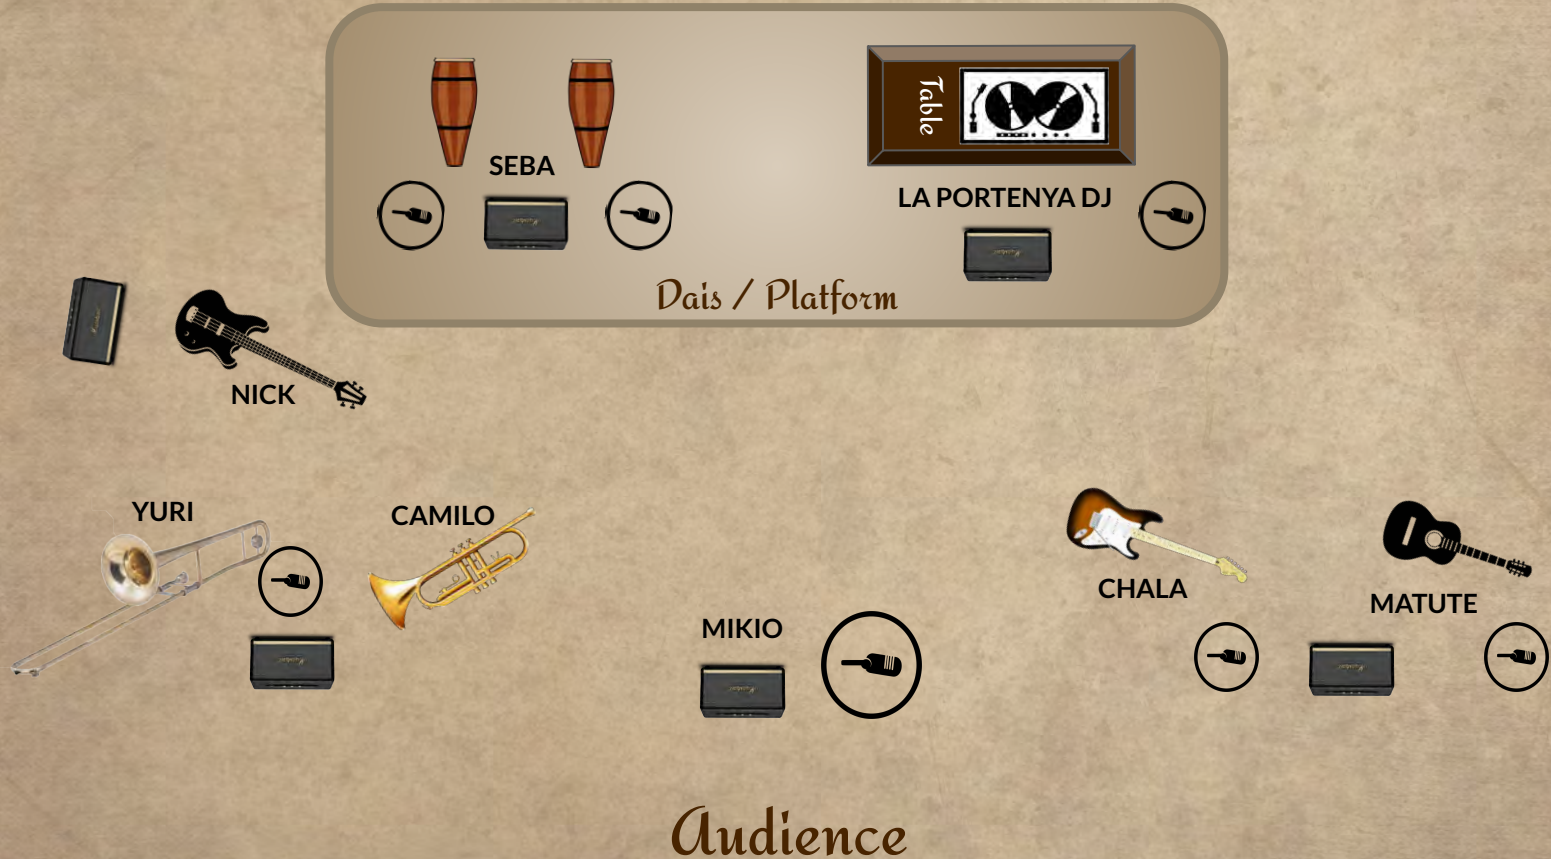 Table
SEBA
LA PORTENYA DJ
Dais / Platform
NICK
YURI
CAMILO
CHALA
MATUTE
MIKIO
Audience